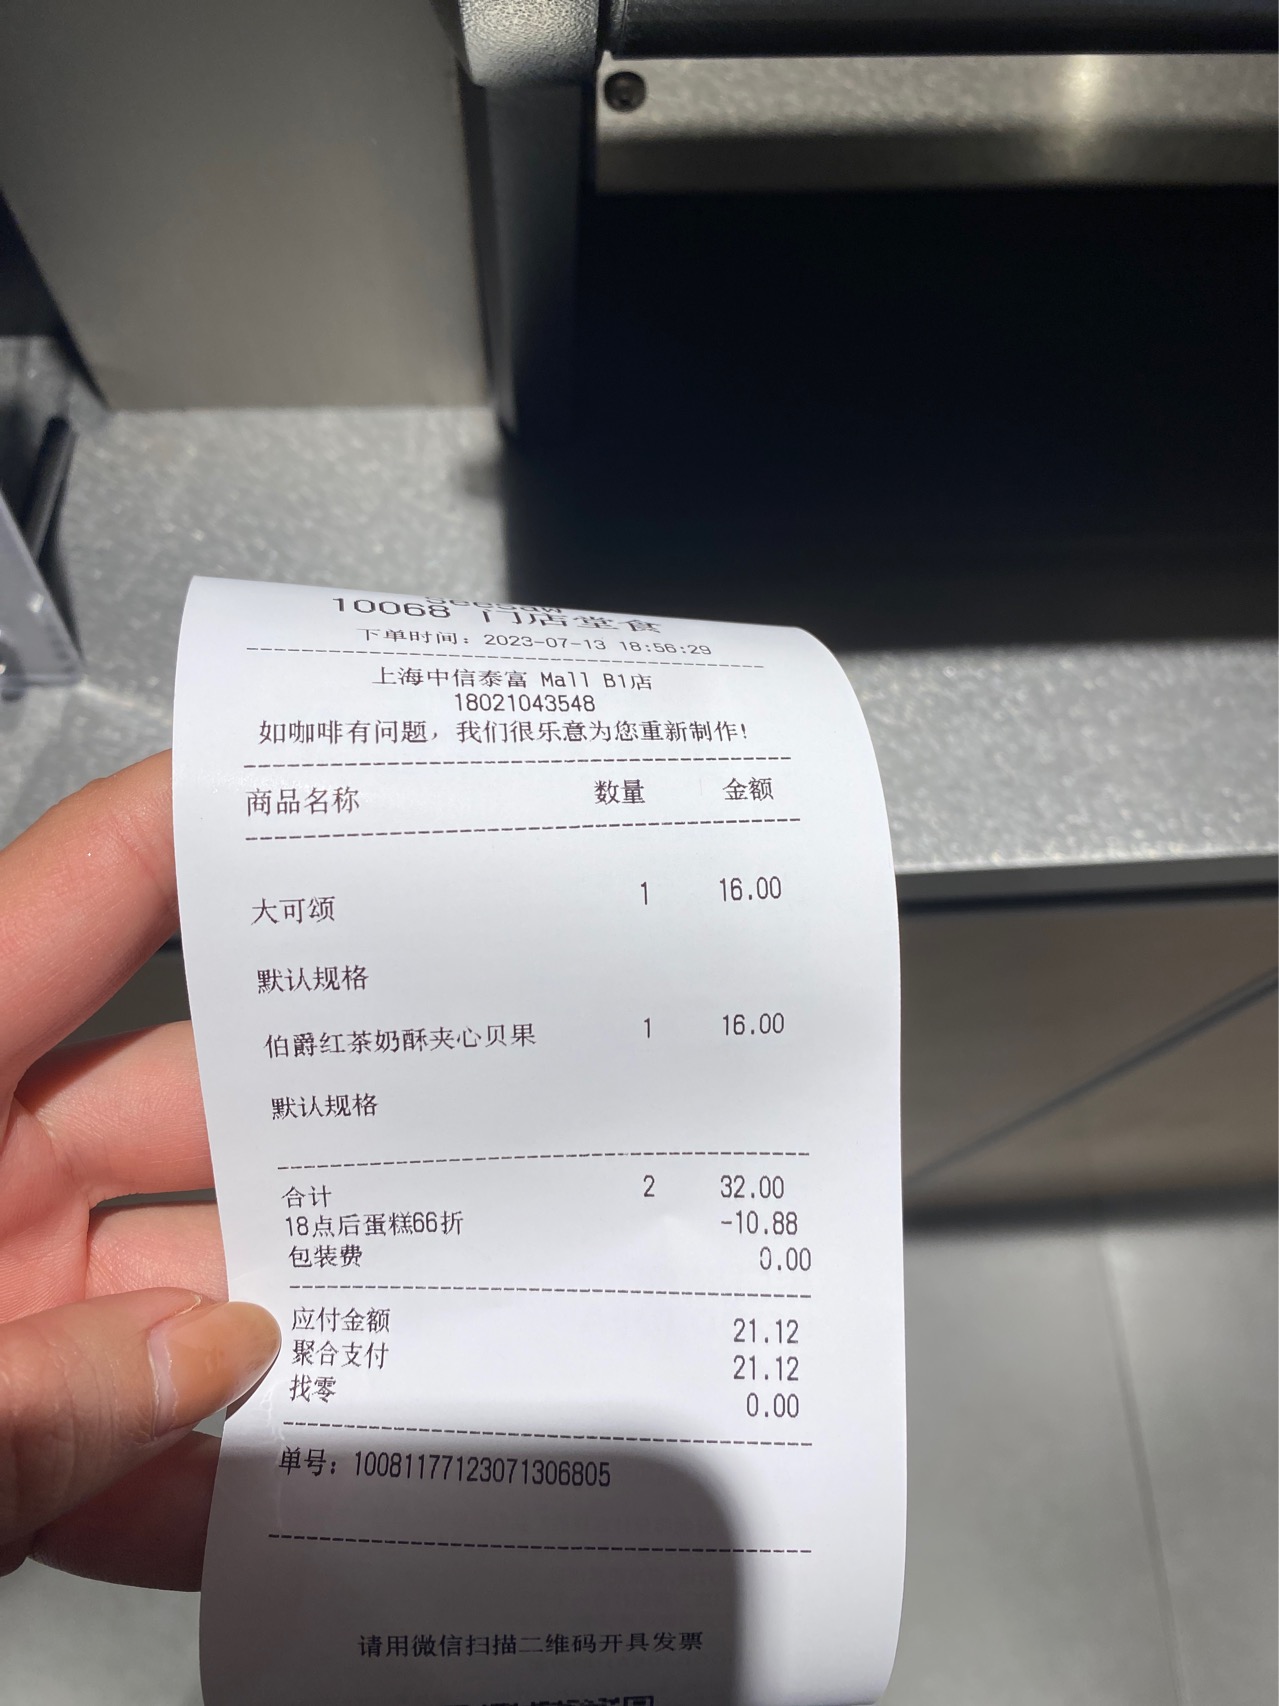 Seesaw
10068 门店堂食
下单时间：2023-07-13 18:56:29
上海中信泰富 Mall B1店
18021043548
如咖啡有问题，我们很乐意为您重新制作!
商品名称 数量 金额
大可颂 1 16.00
默认规格
伯爵红茶奶酥夹心贝果 1 16.00
默认规格
合计 2 32.00
18点后蛋糕66折 -10.88
包装费 0.00
应付金额 21.12
聚合支付 21.12
找零 0.00
单号：10081177123071306805
请用微信扫描二维码开具发票